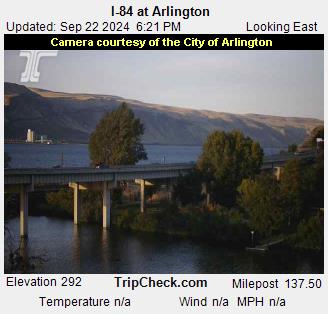 I-84 at Arlington
Updated: Sep 22 2024 6:21 PM Looking East
Camera courtesy of the City of Arlington
Elevation 292 TripCheck.com Milepost 137.50
Temperature n/a Wind n/a MPH n/a